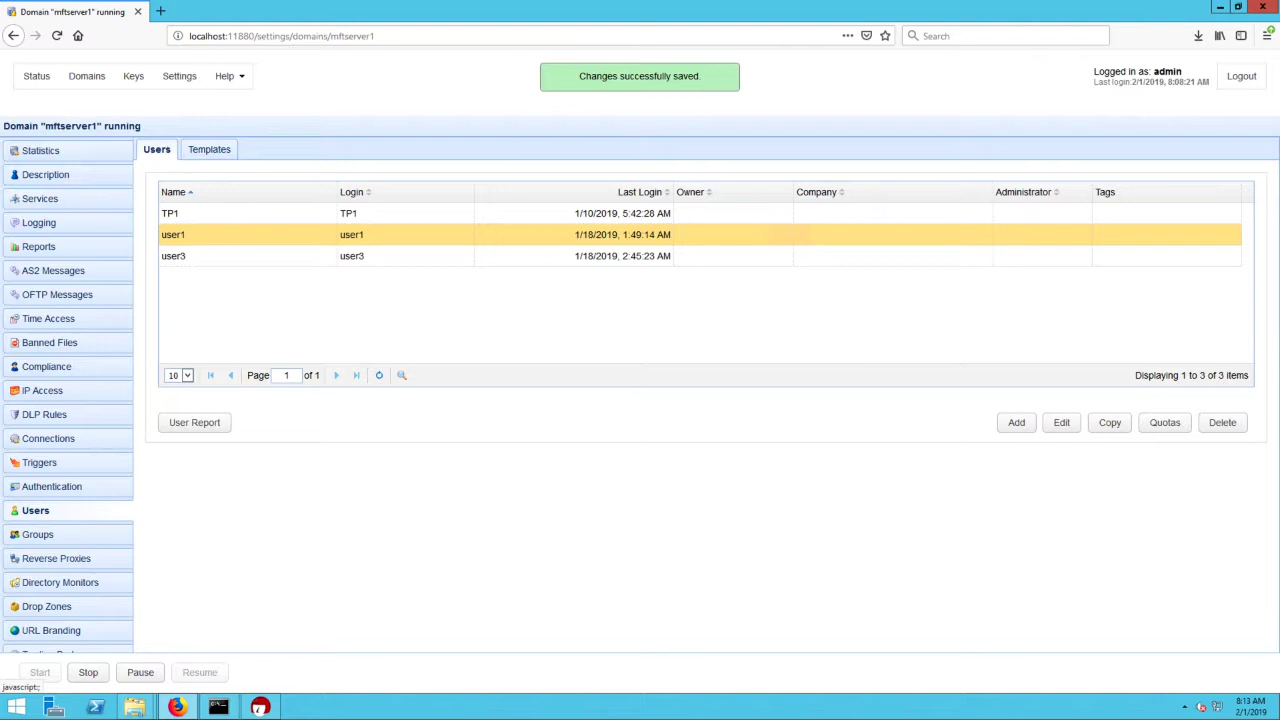 Domain "mftserver1" running
localhost:11880/settings/domains/mftserver1
Search
Status Domains Keys Settings Help
Changes successfully saved.
Logged in as: admin
Last login:2/1/2019, 8:08:21 AM
Logout
Domain "mftserver1" running
Statistics
Description
Services
Logging
Reports
AS2 Messages
OFTP Messages
Time Access
Banned Files
Compliance
IP Access
DLP Rules
Connections
Triggers
Authentication
Users
Groups
Reverse Proxies
Directory Monitors
Drop Zones
URL Branding
Users Templates
Name Login Last Login Owner Company Administrator Tags
TP1 TP1 1/10/2019, 5:42:28 AM
user1 user1 1/18/2019, 1:49:14 AM
user3 user3 1/18/2019, 2:45:23 AM
10 Page 1 of 1 Displaying 1 to 3 of 3 items
User Report Add Edit Copy Quotas Delete
Start Stop Pause Resume
javascript:;
8:13 AM
2/1/2019